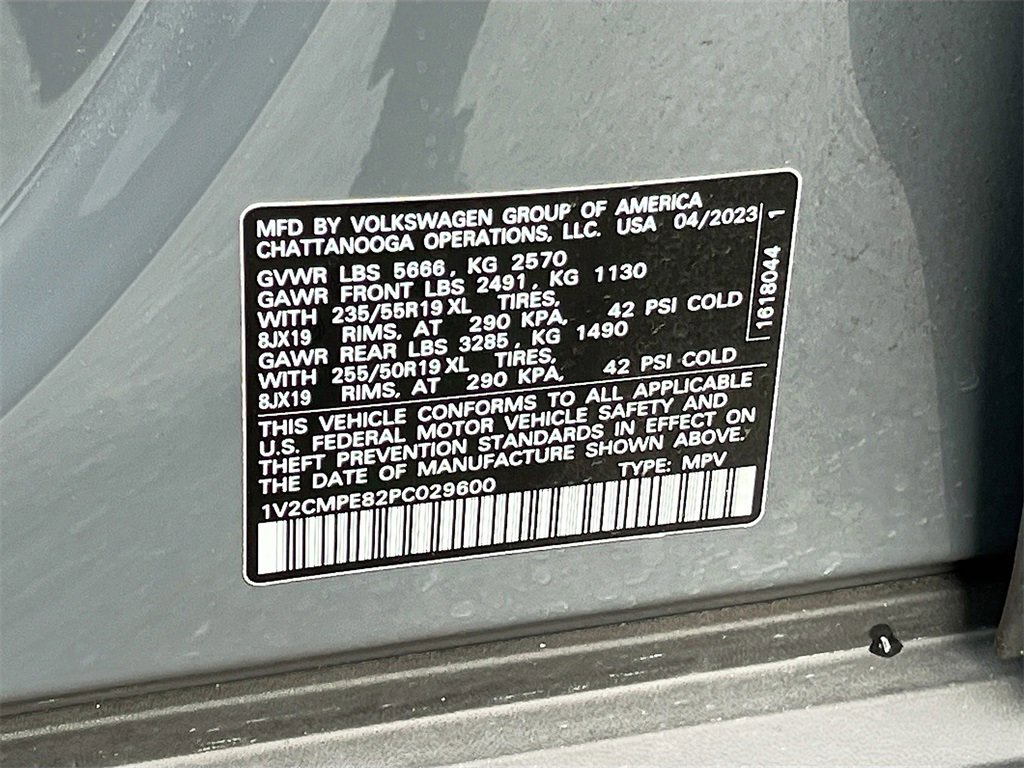 MFD BY VOLKSWAGEN GROUP OF AMERICA
CHATTANOOGA OPERATIONS, LLC. USA 04/2023
GVWR LBS 5666, KG 2570
GAWR FRONT LBS 2491, KG 1130
WITH 235/55R19 XL TIRES,
8JX19 RIMS, AT 290 KPA, 42 PSI COLD
GAWR REAR LBS 3285, KG 1490
WITH 255/50R19 XL TIRES,
8JX19 RIMS, AT 290 KPA, 42 PSI COLD
THIS VEHICLE CONFORMS TO ALL APPLICABLE
U.S. FEDERAL MOTOR VEHICLE SAFETY AND
THEFT PREVENTION STANDARDS IN EFFECT ON
THE DATE OF MANUFACTURE SHOWN ABOVE.
1V2CMPE82PC029600 TYPE: MPV
1618044 1